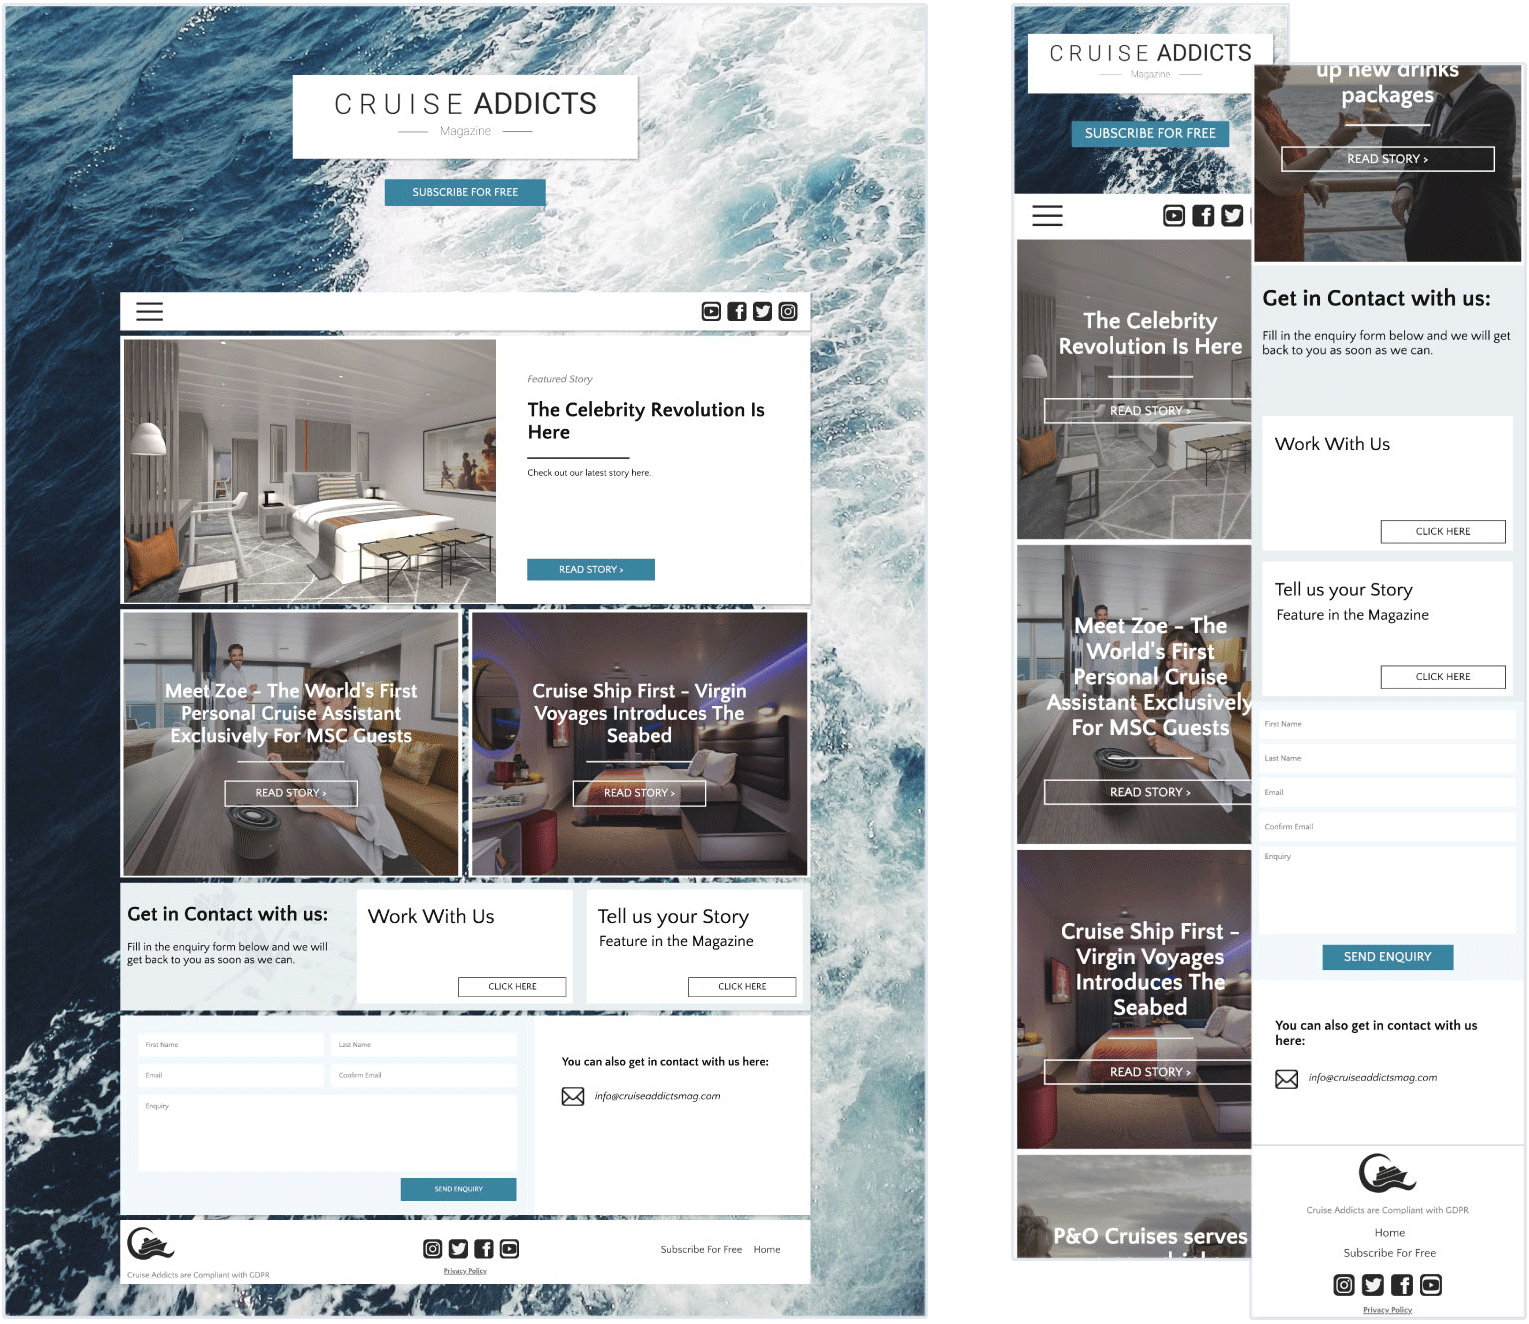 CRUISE ADDICTS
Magazine
SUBSCRIBE FOR FREE
Featured Story
The Celebrity Revolution Is
Here
Check out our latest story here.
READ STORY >
Meet Zoe - The World's First
Personal Cruise Assistant
Exclusively For MSC Guests
READ STORY >
Cruise Ship First - Virgin
Voyages Introduces The
Seabed
READ STORY >
Get in Contact with us:
Fill in the enquiry form below and we will
get back to you as soon as we can.
Work With Us
CLICK HERE
Tell us your Story
Feature in the Magazine
CLICK HERE
First Name
Last Name
Email
Confirm Email
Enquiry
SEND ENQUIRY
You can also get in contact with us here:
info@cruiseaddictsmag.com
Cruise Addicts are Compliant with GDPR
Privacy Policy
Subscribe For Free Home
CRUISE ADDICTS
Magazine
SUBSCRIBE FOR FREE
The Celebrity
Revolution Is Here
READ STORY >
Meet Zoe - The
World's First
Personal Cruise
Assistant Exclusively
For MSC Guests
READ STORY >
Cruise Ship First -
Virgin Voyages
Introduces The
Seabed
READ STORY >
P&O Cruises serves
up new drinks
packages
READ STORY >
Get in Contact with us:
Fill in the enquiry form below and we will get
back to you as soon as we can.
Work With Us
CLICK HERE
Tell us your Story
Feature in the Magazine
CLICK HERE
First Name
Last Name
Email
Confirm Email
Enquiry
SEND ENQUIRY
You can also get in contact with us
here:
info@cruiseaddictsmag.com
Cruise Addicts are Compliant with GDPR
Home
Subscribe For Free
Privacy Policy